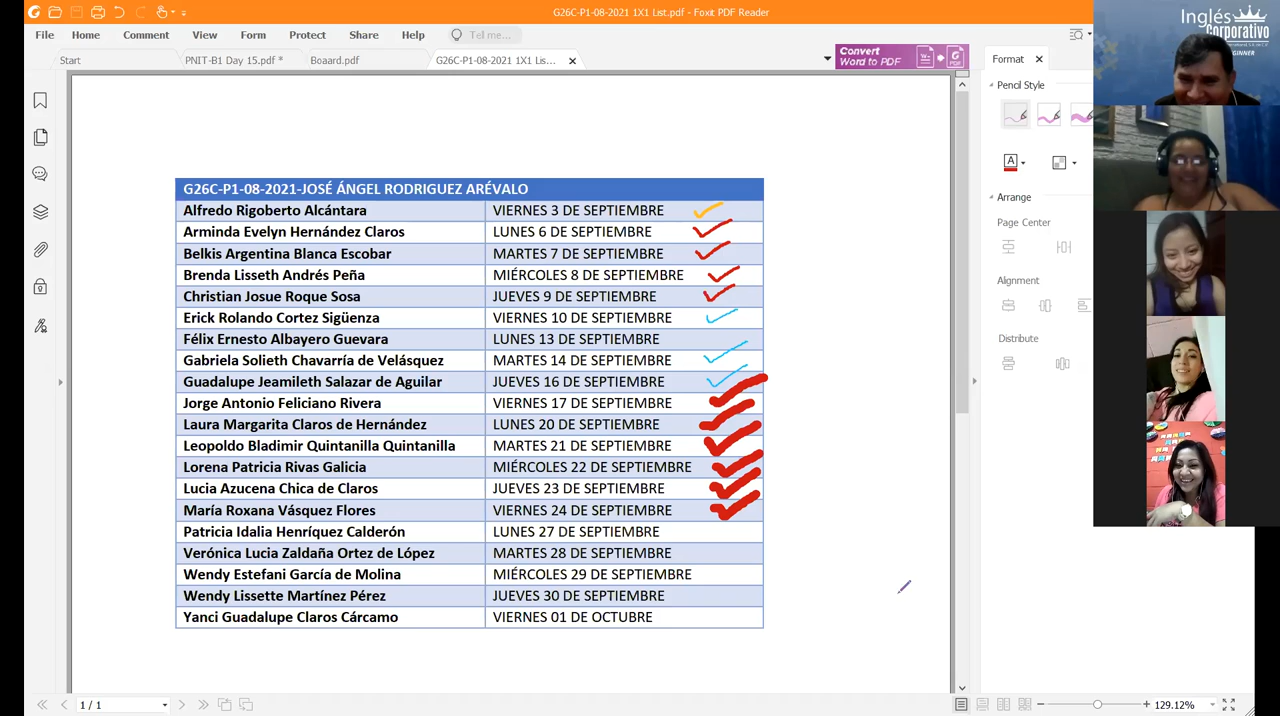 G26C-P1-08-2021 1X1 List.pdf - Foxit PDF Reader
File Home Comment View Form Protect Share Help Tell me...
Start PNIT-B1 Day 15.pdf * Boaard.pdf G26C-P1-08-2021 1X1 Lis...
Convert
Word to PDF
G26C-P1-08-2021-JOSÉ ÁNGEL RODRIGUEZ ARÉVALO
Alfredo Rigoberto Alcántara VIERNES 3 DE SEPTIEMBRE
Arminda Evelyn Hernández Claros LUNES 6 DE SEPTIEMBRE
Belkis Argentina Blanca Escobar MARTES 7 DE SEPTIEMBRE
Brenda Lisseth Andrés Peña MIÉRCOLES 8 DE SEPTIEMBRE
Christian Josue Roque Sosa JUEVES 9 DE SEPTIEMBRE
Erick Rolando Cortez Sigüenza VIERNES 10 DE SEPTIEMBRE
Félix Ernesto Albajero Guevara LUNES 13 DE SEPTIEMBRE
Gabriela Solieth Chavarría de Velásquez MARTES 14 DE SEPTIEMBRE
Guadalupe Jeamileth Salazar de Aguilar JUEVES 16 DE SEPTIEMBRE
Jorge Antonio Feliciano Rivera VIERNES 17 DE SEPTIEMBRE
Laura Margarita Claros de Hernández LUNES 20 DE SEPTIEMBRE
Leopoldo Bladimir Quintanilla Quintanilla MARTES 21 DE SEPTIEMBRE
Lorena Patricia Rivas Galicia MIÉRCOLES 22 DE SEPTIEMBRE
Lucia Azucena Chica de Claros JUEVES 23 DE SEPTIEMBRE
María Roxana Vásquez Flores VIERNES 24 DE SEPTIEMBRE
Patricia Idalia Henríquez Calderón LUNES 27 DE SEPTIEMBRE
Verónica Lucia Zaldaña Ortez de López MARTES 28 DE SEPTIEMBRE
Wendy Estefani García de Molina MIÉRCOLES 29 DE SEPTIEMBRE
Wendy Lissette Martínez Pérez JUEVES 30 DE SEPTIEMBRE
Yanci Guadalupe Claros Cárcamo VIERNES 01 DE OCTUBRE
Format
Pencil Style
Arrange
Page Center
Alignment
Distribute
Inglés
Corporativo
1 / 1
129.12%